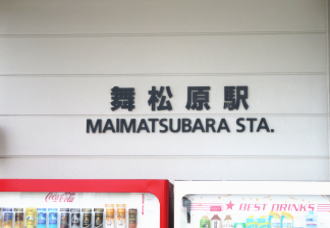 舞松原駅
MAIMATSUBARA STA.
Coca-Cola
★ BEST DRINKS